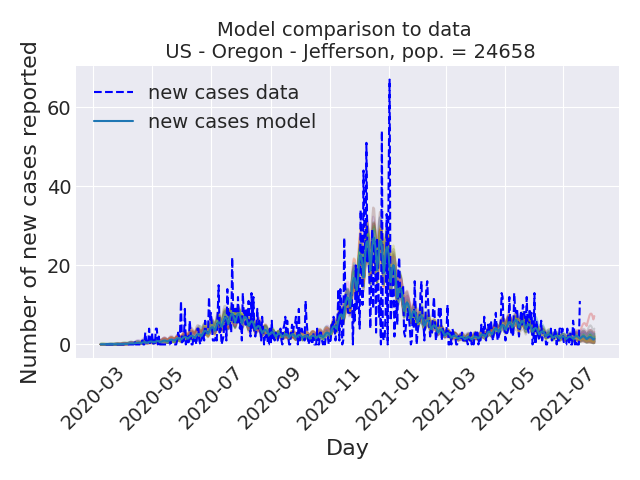 Model comparison to data
US - Oregon - Jefferson, pop. = 24658
Number of new cases reported
60
40
20
0
new cases data
new cases model
2020-03
2020-05
2020-07
2020-09
2020-11
2021-01
2021-03
2021-05
2021-07
Day